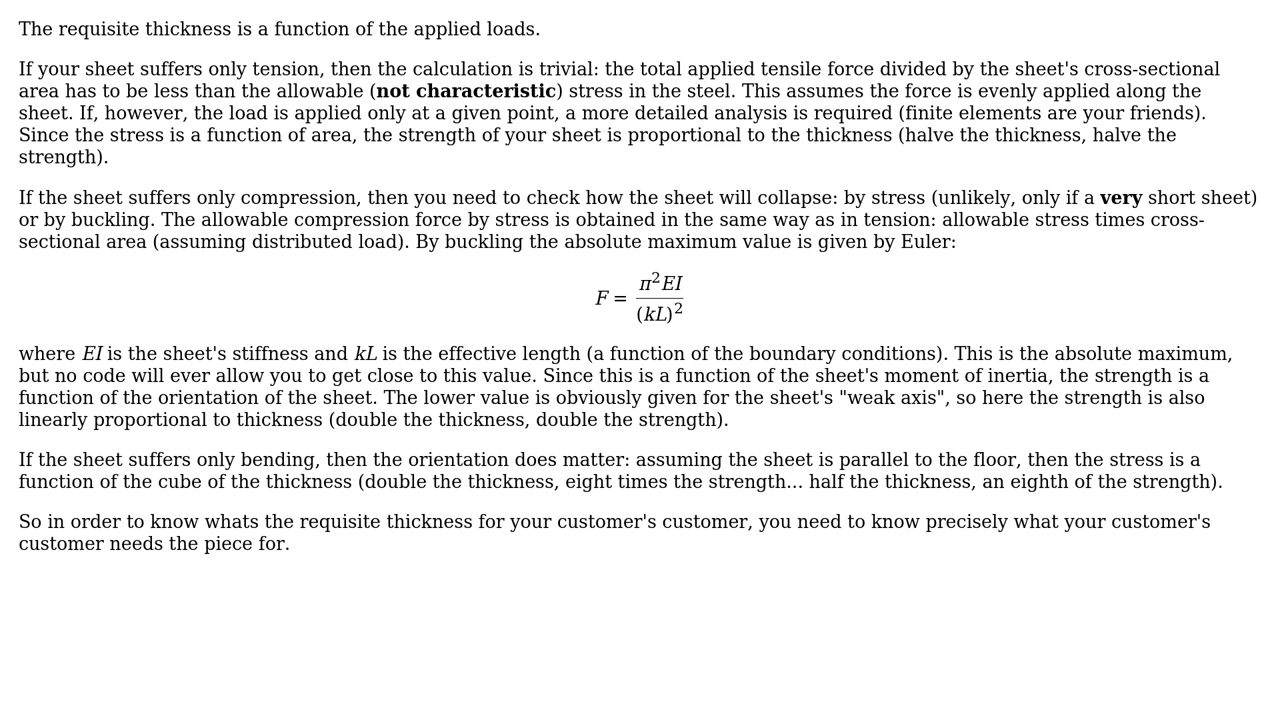 The requisite thickness is a function of the applied loads.
If your sheet suffers only tension, then the calculation is trivial: the total applied tensile force divided by the sheet's cross-sectional
area has to be less than the allowable (not characteristic) stress in the steel. This assumes the force is evenly applied along the
sheet. If, however, the load is applied only at a given point, a more detailed analysis is required (finite elements are your friends).
Since the stress is a function of area, the strength of your sheet is proportional to the thickness (halve the thickness, halve the
strength).
If the sheet suffers only compression, then you need to check how the sheet will collapse: by stress (unlikely, only if a very short sheet)
or by buckling. The allowable compression force by stress is obtained in the same way as in tension: allowable stress times cross-
sectional area (assuming distributed load). By buckling the absolute maximum value is given by Euler:
F = π²EI / (kL)²
where EI is the sheet's stiffness and kL is the effective length (a function of the boundary conditions). This is the absolute maximum,
but no code will ever allow you to get close to this value. Since this is a function of the sheet's moment of inertia, the strength is a
function of the orientation of the sheet. The lower value is obviously given for the sheet's "weak axis", so here the strength is also
linearly proportional to thickness (double the thickness, double the strength).
If the sheet suffers only bending, then the orientation does matter: assuming the sheet is parallel to the floor, then the stress is a
function of the cube of the thickness (double the thickness, eight times the strength... half the thickness, an eighth of the strength).
So in order to know whats the requisite thickness for your customer's customer, you need to know precisely what your customer's
customer needs the piece for.